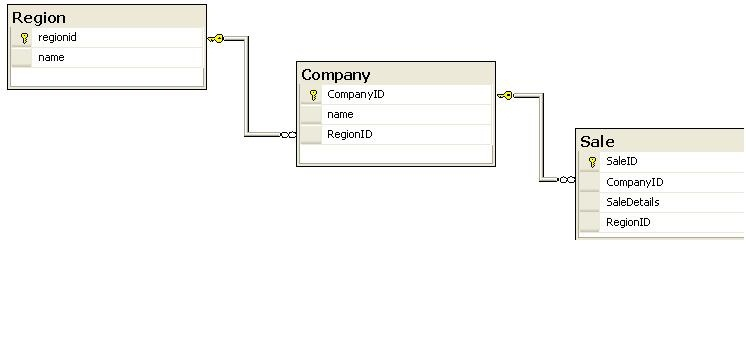 Region
regionid
name
Company
CompanyID
name
RegionID
Sale
SaleID
CompanyID
SaleDetails
RegionID